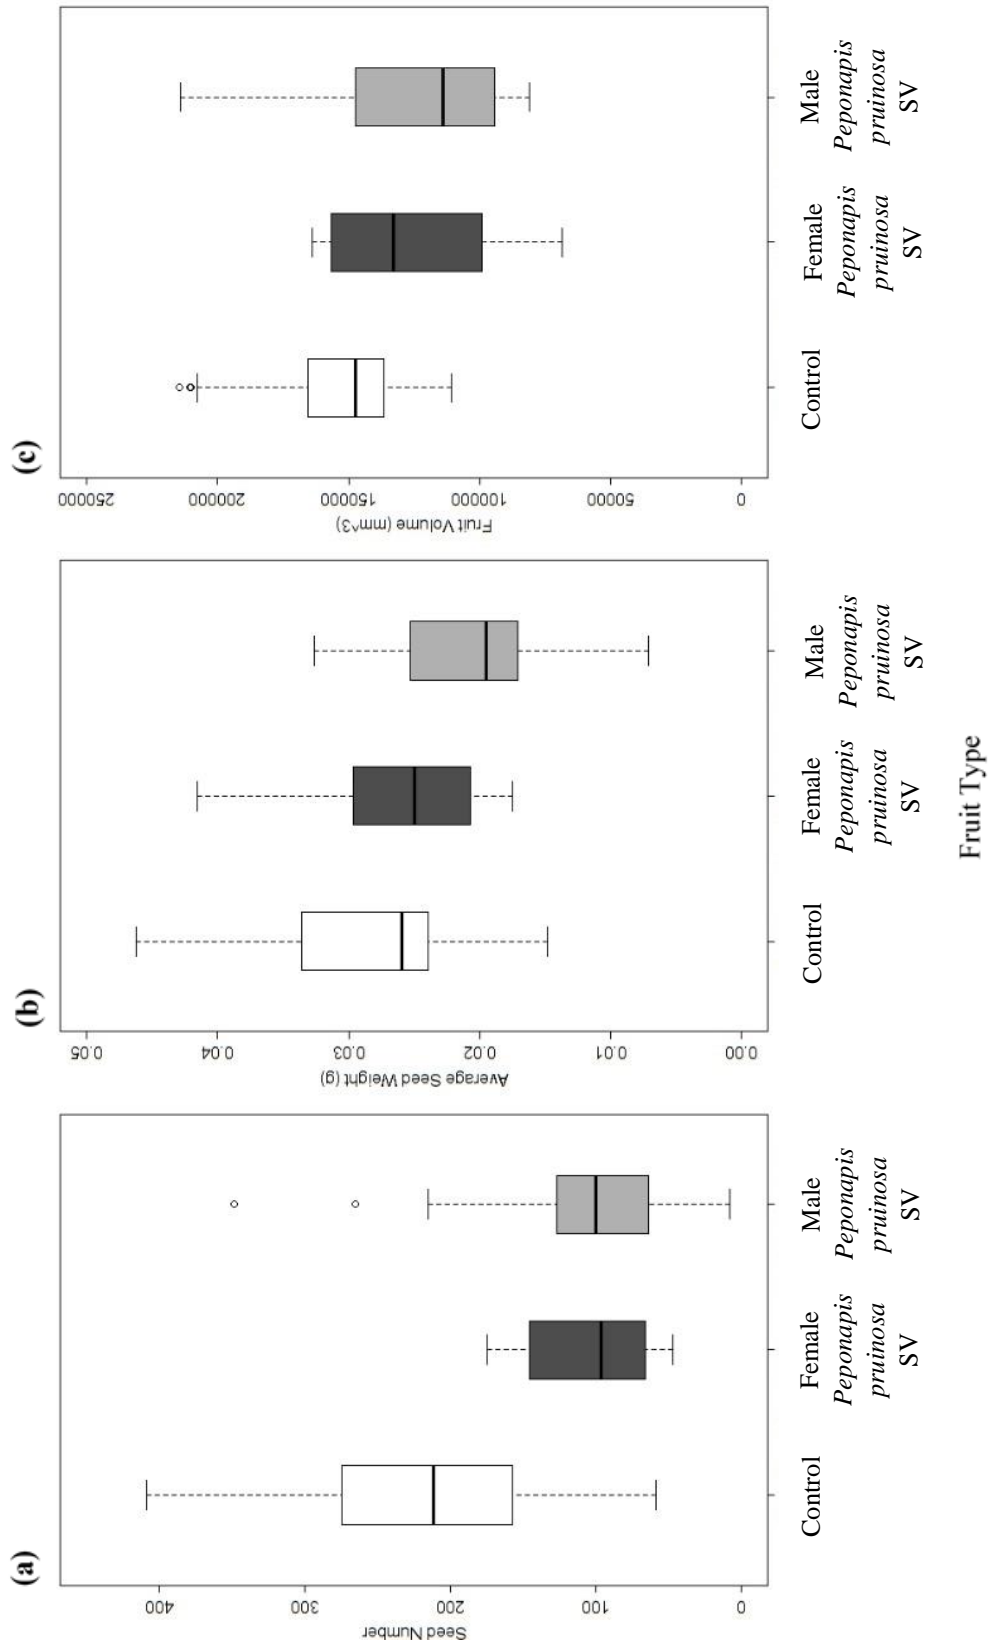 (a)
Seed Number
400
300
200
100
0
Control
Female
Peponapis
pruinosa
SV
Male
Peponapis
pruinosa
SV
(b)
Average Seed Weight (g)
0.05
0.04
0.03
0.02
0.01
0.00
Control
Female
Peponapis
pruinosa
SV
Male
Peponapis
pruinosa
SV
(c)
Fruit Volume (mm^3)
250000
200000
150000
100000
50000
0
Control
Female
Peponapis
pruinosa
SV
Male
Peponapis
pruinosa
SV
Fruit Type